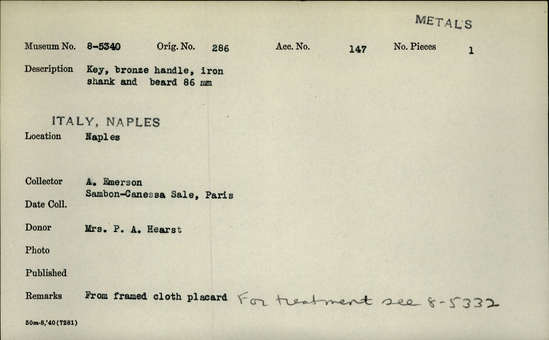 METALS
Museum No. 8-5340 Orig. No. 286 Acc. No. 147 No. Pieces 1
Description Key, bronze handle, iron
shank and beard 86 mm
ITALY, NAPLES
Location Naples
Collector A. Emerson
Sambon-Canessa Sale, Paris
Date Coll.
Donor Mrs. P. A. Hearst
Photo
Published
Remarks From framed cloth placard For treatment see 8-5332
50m-8,'40(7281)